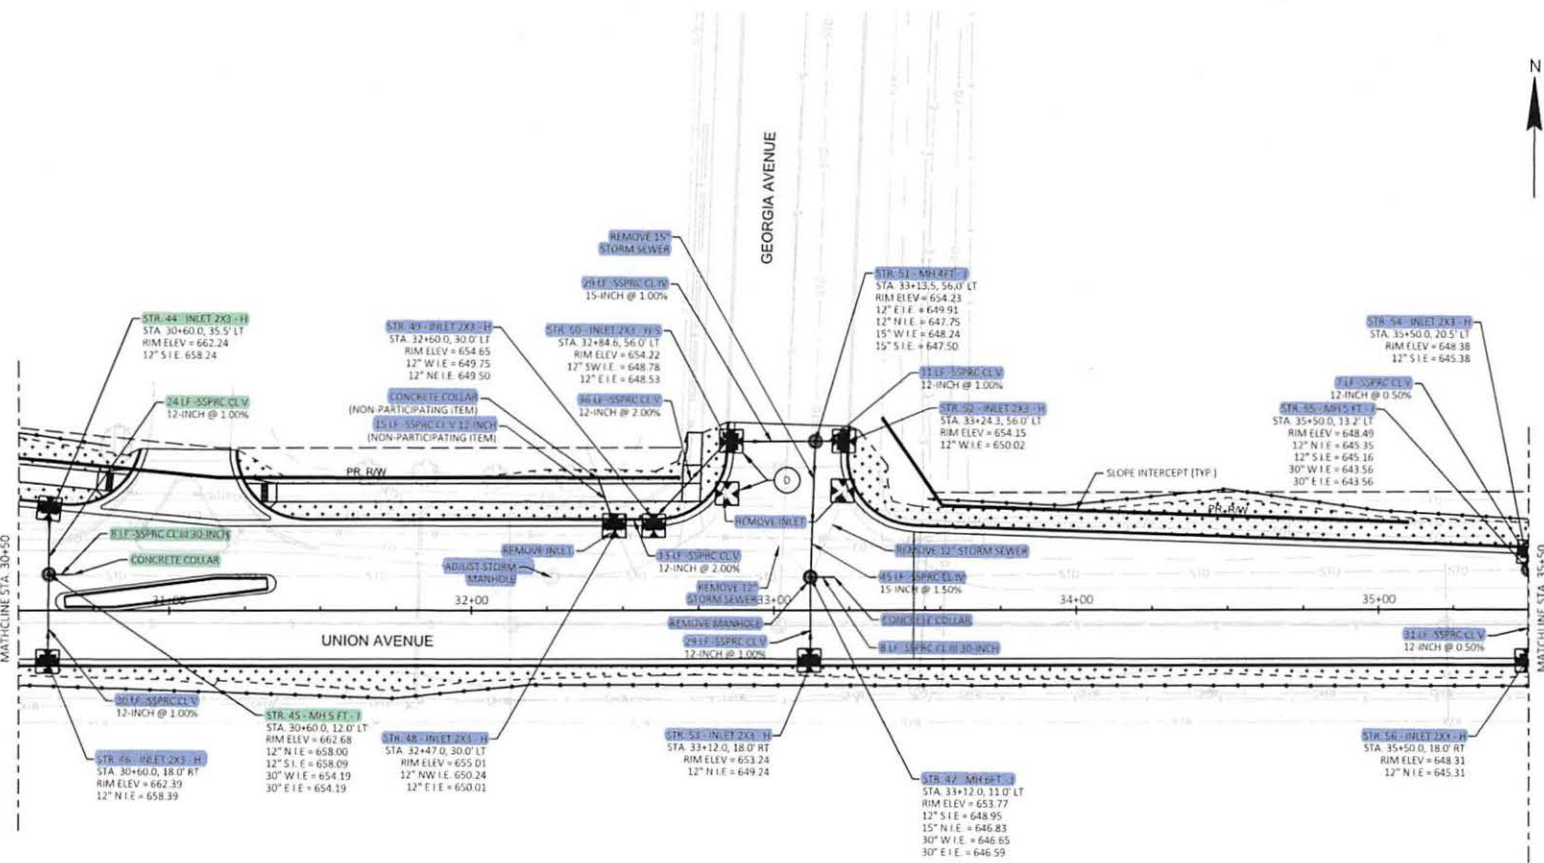 N
GEORGIA AVENUE
REMOVE 15"
STORM SEWER
29 LF -SSPRC CL IV
15-INCH @ 1.00%
STR. 51 - MH 4FT - J
STA. 33+13.5, 56.0' LT
RIM ELEV = 654.23
12" E I.E = 649.91
12" N I.E = 647.75
15" W I.E = 648.24
15" S I.E. = 647.50
STR. 44 - INLET 2X3 - H
STA. 30+60.0, 35.5' LT
RIM ELEV = 662.24
12" S I.E. 658.24
STR. 49 - INLET 2X3 - H
STA. 32+60.0, 30.0' LT
RIM ELEV = 654.65
12" W I.E = 649.75
12" NE I.E. 649.50
STR. 50 - INLET 2X3
STA. 32+84.6, 56.0' LT
RIM ELEV = 654.22
12" SW I.E = 648.78
12" E I.E = 648.53
STR. 54 - INLET 2X3 - H
STA. 35+50.0, 20.5' LT
RIM ELEV = 648.38
12" S I.E = 645.38
24 LF -SSPRC CL V
12-INCH @ 1.00%
CONCRETE COLLAR
(NON-PARTICIPATING ITEM)
15 LF -SSPRC CL V 12-INCH
(NON-PARTICIPATING ITEM)
36 LF -SSPRC CL V
12-INCH @ 2.00%
11 LF -SSPRC CL V
12-INCH @ 1.00%
STR. 52 - INLET 2X3 - H
STA. 33+24.3, 56.0' LT
RIM ELEV = 654.15
12" W I.E = 650.02
7 LF -SSPRC CL V
12-INCH @ 0.50%
STR. 55 - MH 5 FT - J
STA. 35+50.0, 13.2' LT
RIM ELEV = 648.49
12" N I.E = 645.35
12" S I.E = 645.16
30" W I.E = 643.56
30" E I.E = 643.56
PR. R/W
D
SLOPE INTERCEPT (TYP.)
PR. R/W
8 LF -SSPRC CL III 30-INCH
CONCRETE COLLAR
REMOVE INLET
REMOVE INLET
ADJUST STORM
MANHOLE
13 LF -SSPRC CL V
12-INCH @ 2.00%
REMOVE 12" STORM SEWER
45 LF -SSPRC CL IV
15-INCH @ 1.50%
REMOVE 12"
STORM SEWER
MATHCLINE STA. 30+50
31+00
32+00
33+00
34+00
35+00
MATCHLINE STA. 35+50
UNION AVENUE
REMOVE MANHOLE
CONCRETE COLLAR
29 LF -SSPRC CL V
12-INCH @ 1.00%
8 LF -SSPRC CL III 30-INCH
31 LF -SSPRC CL V
12-INCH @ 0.50%
30 LF -SSPRC CL V
12-INCH @ 1.00%
STR. 46 - INLET 2X3 - H
STA. 30+60.0, 18.0' RT
RIM ELEV = 662.39
12" N I.E = 658.39
STR. 45 - MH 5 FT - J
STA. 30+60.0, 12.0' LT
RIM ELEV = 662.68
12" N I.E = 658.00
12" S I.E = 658.09
30" W I.E = 654.19
30" E I.E = 654.19
STR. 48 - INLET 2X3 - H
STA. 32+47.0, 30.0' LT
RIM ELEV = 655.01
12" NW I.E. 650.24
12" E I.E = 650.01
STR. 53 - INLET 2X3 - H
STA. 33+12.0, 18.0' RT
RIM ELEV = 653.24
12" N I.E = 649.24
STR. 47 - MH 6FT - J
STA. 33+12.0, 11.0' LT
RIM ELEV = 653.77
12" S I.E = 648.95
15" N I.E. = 646.83
30" W I.E. = 646.65
30" E I.E. = 646.59
STR. 56 - INLET 2X3 - H
STA. 35+50.0, 18.0' RT
RIM ELEV = 648.31
12" N I.E = 645.31